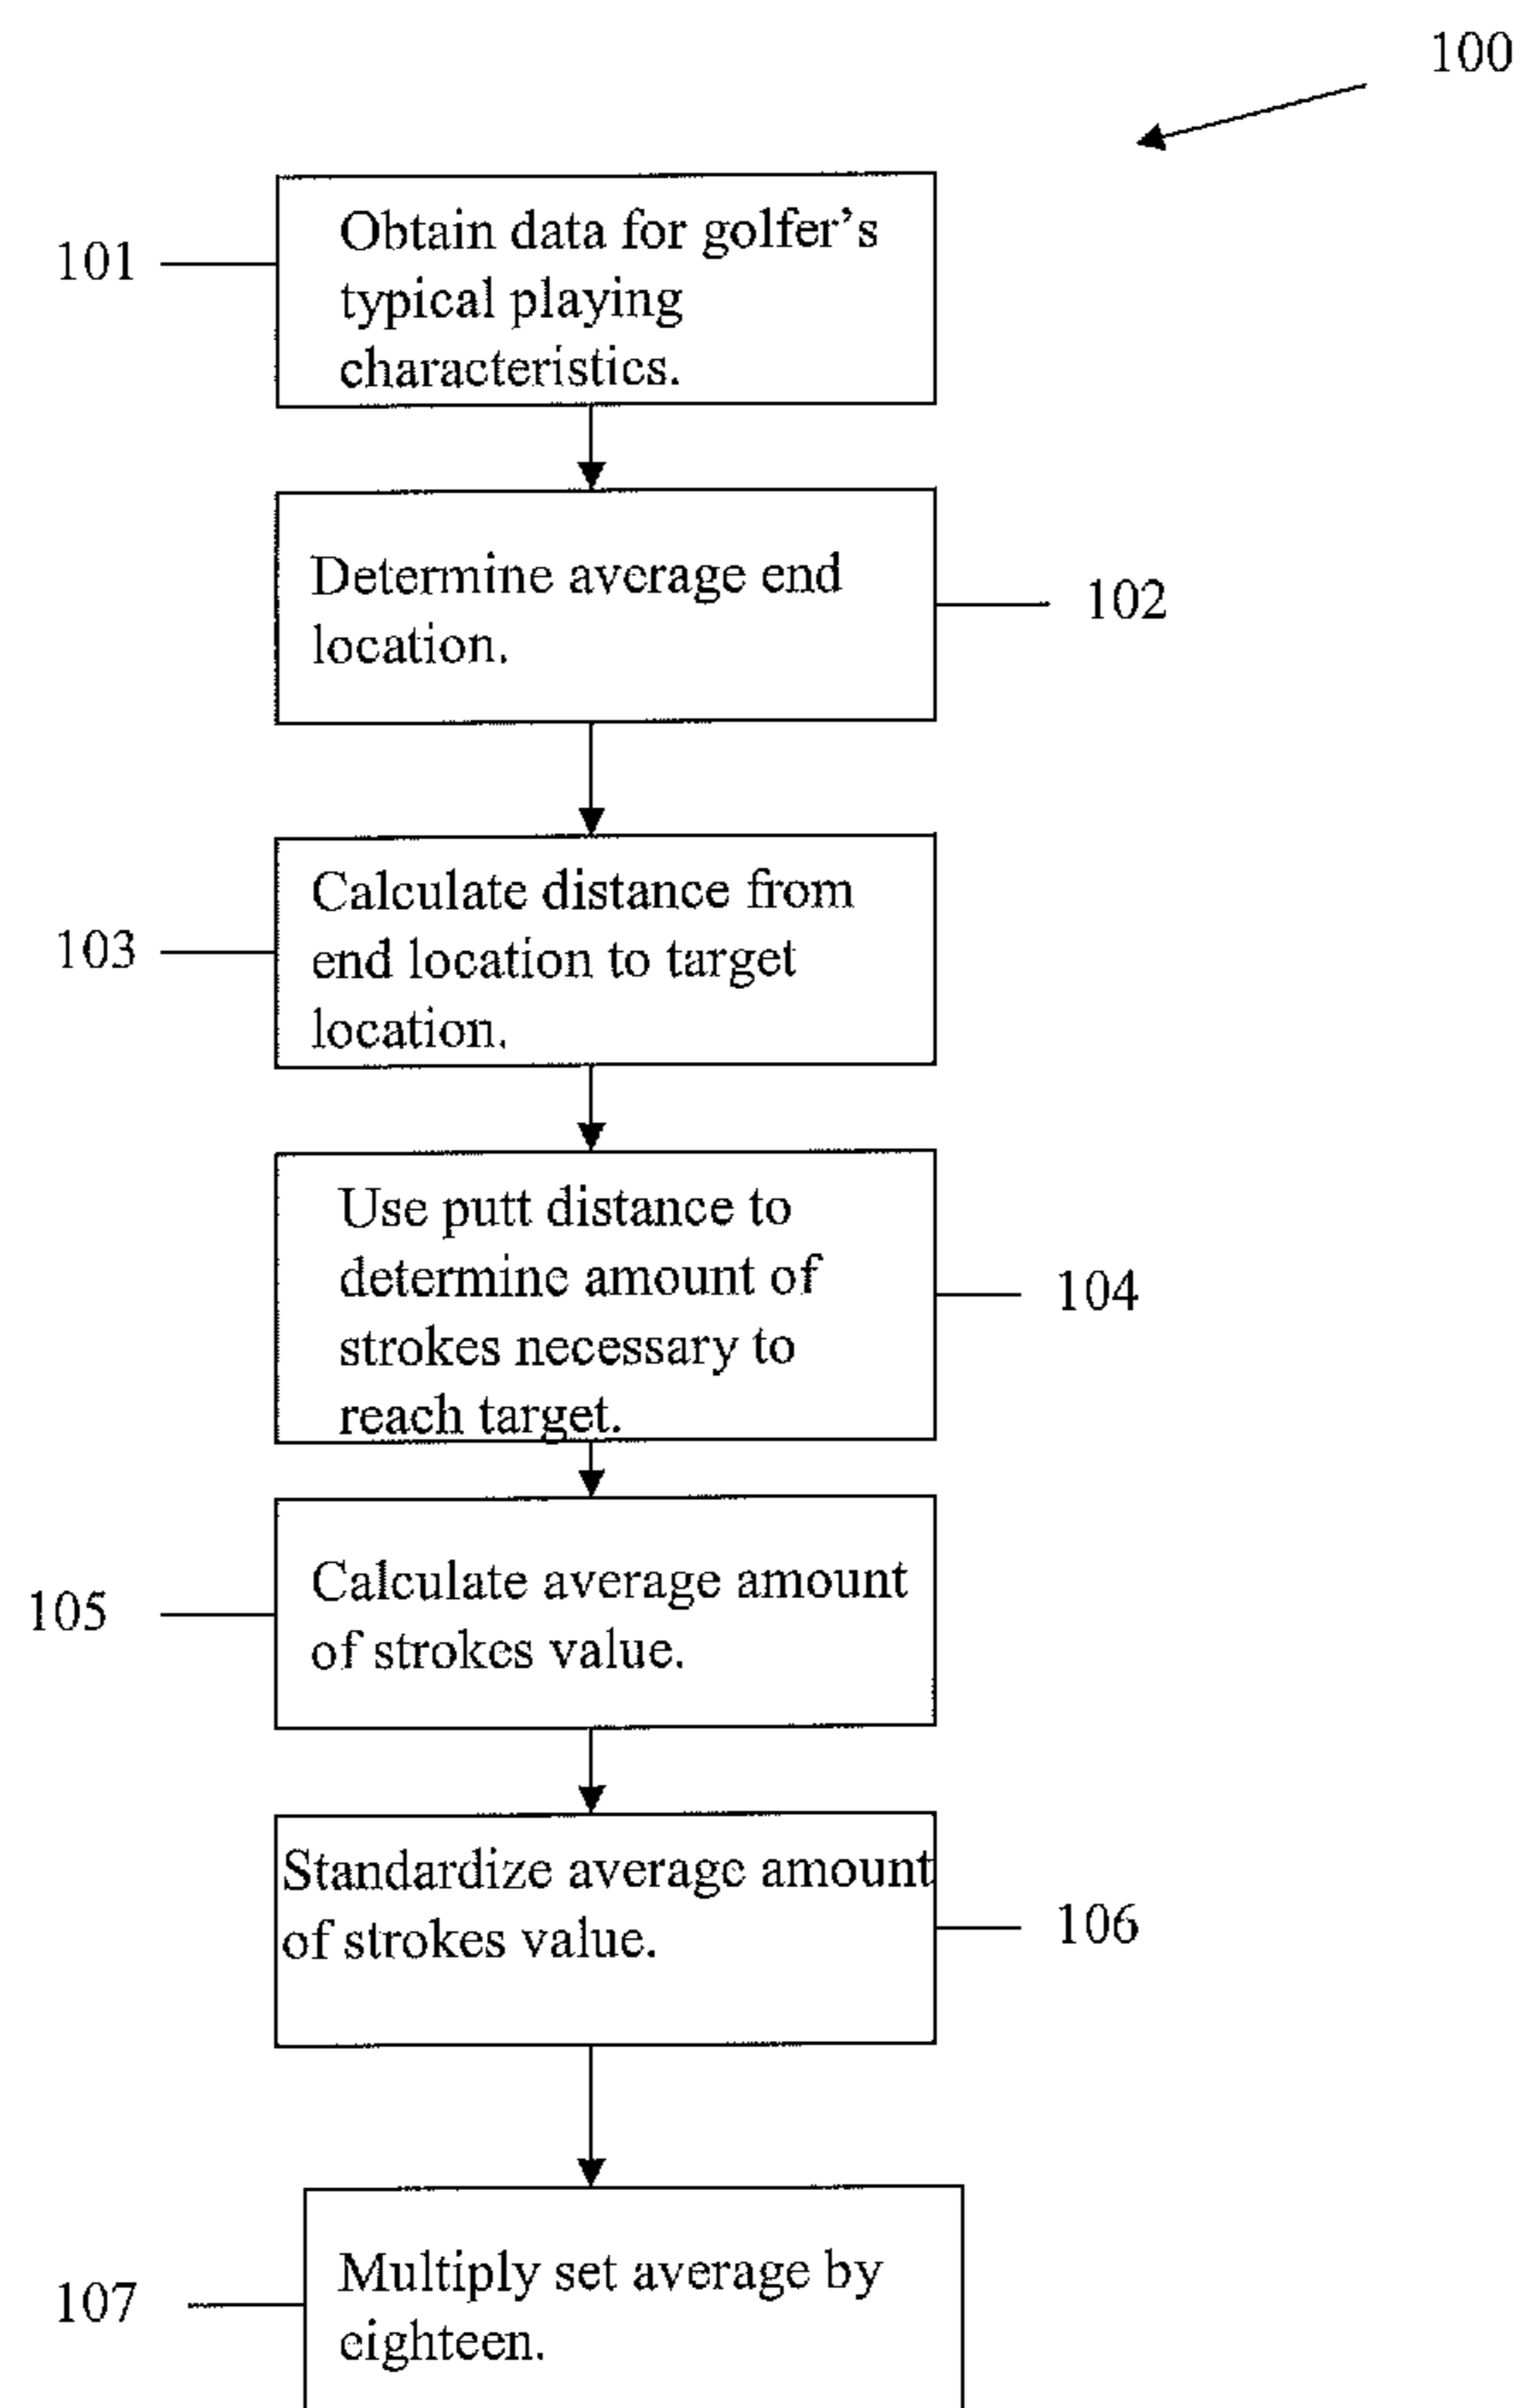 100
101
Obtain data for golfer's
typical playing
characteristics.
Determine average end
location.
102
103
Calculate distance from
end location to target
location.
Use putt distance to
determine amount of
strokes necessary to
reach target.
104
105
Calculate average amount
of strokes value.
Standardize average amount
of strokes value.
106
107
Multiply set average by
eighteen.